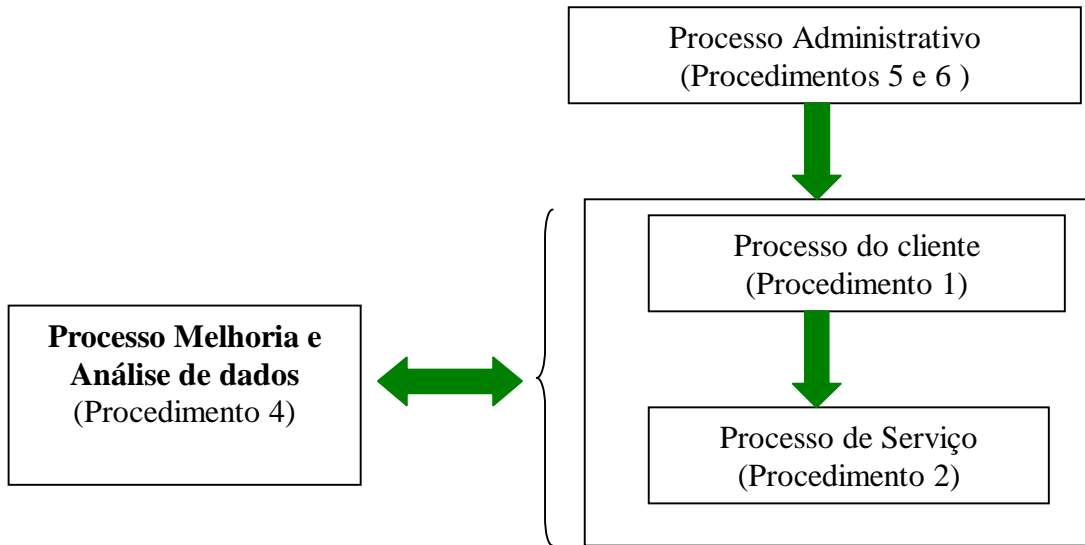 Processo Administrativo
(Procedimentos 5 e 6 )
Processo do cliente
(Procedimento 1)
Processo Melhoria e
Análise de dados
(Procedimento 4)
Processo de Serviço
(Procedimento 2)